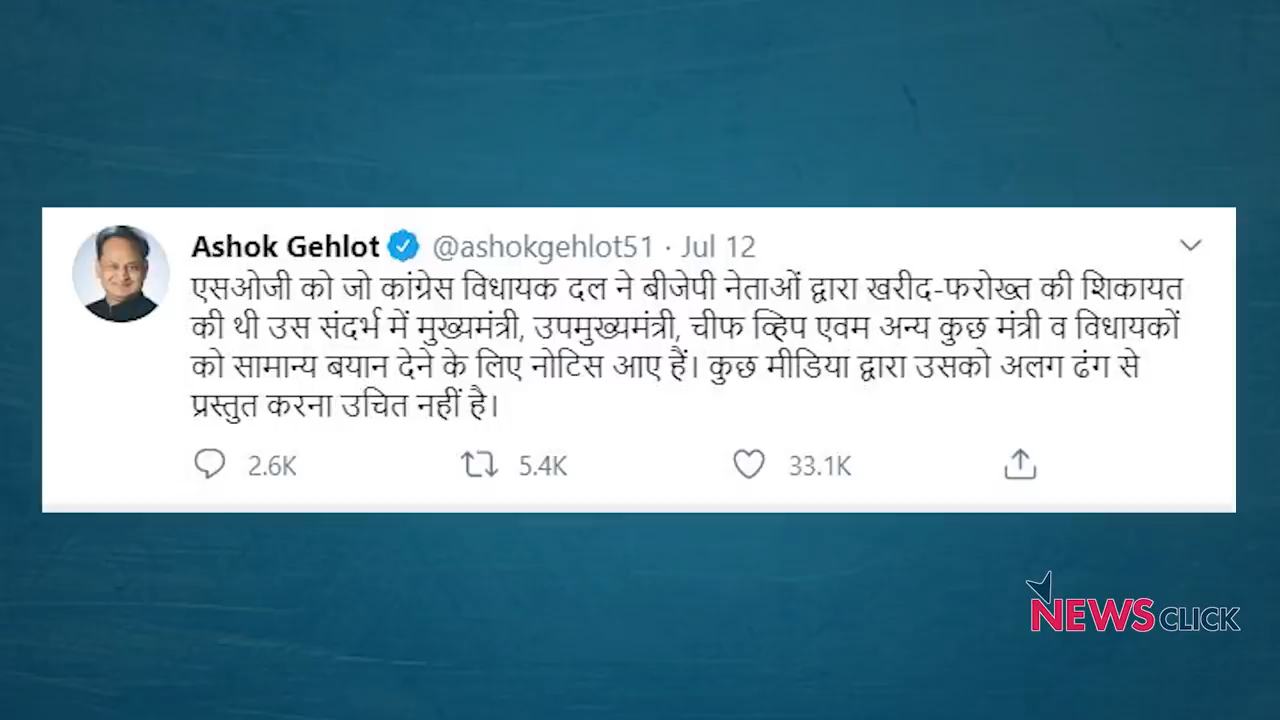 Ashok Gehlot @ashokgehlot51 · Jul 12
एसओजी को जो कांग्रेस विधायक दल ने बीजेपी नेताओं द्वारा खरीद-फरोख्त की शिकायत
की थी उस संदर्भ में मुख्यमंत्री, उपमुख्यमंत्री, चीफ व्हिप एवम अन्य कुछ मंत्री व विधायकों
को सामान्य बयान देने के लिए नोटिस आए हैं। कुछ मीडिया द्वारा उसको अलग ढंग से
प्रस्तुत करना उचित नहीं है।
2.6K 5.4K 33.1K
NEWSCLICK